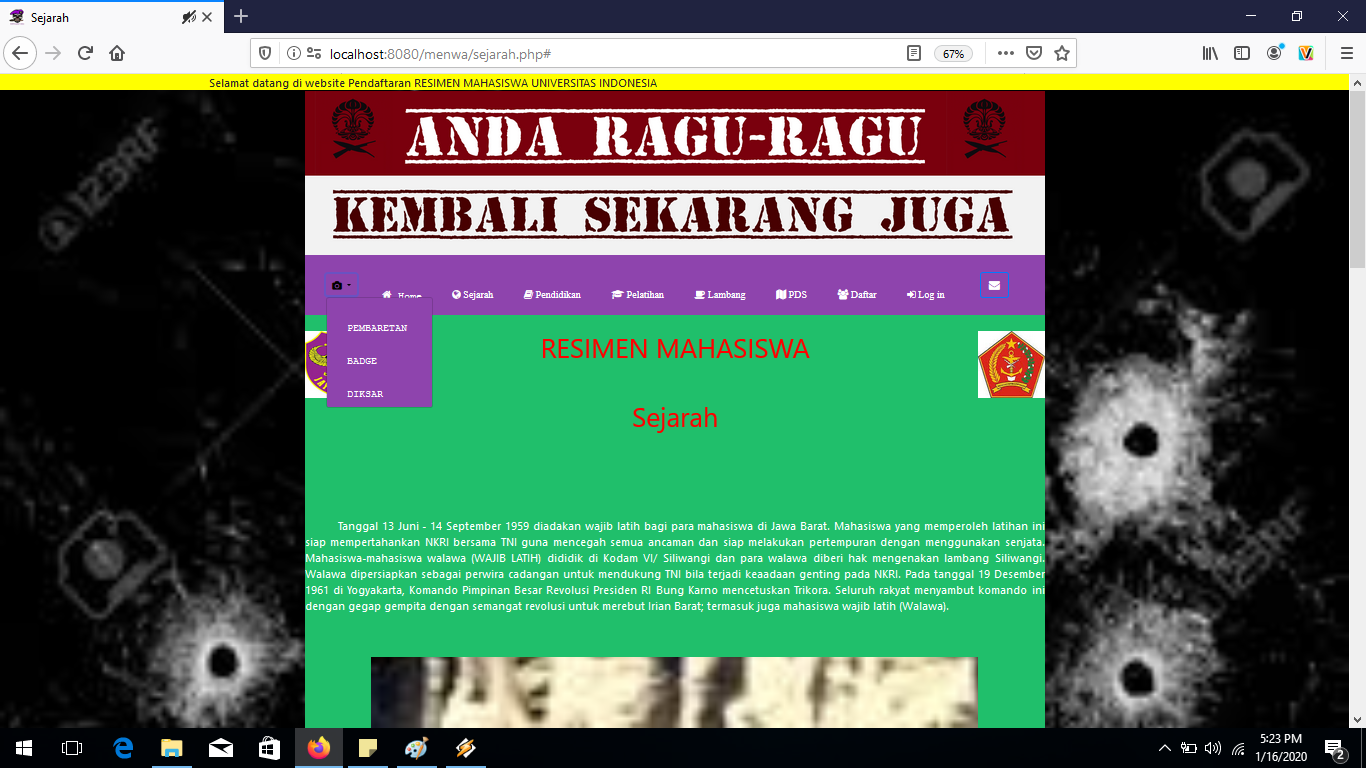 Sejarah
localhost:8080/menwa/sejarah.php#
67%
Selamat datang di website Pendaftaran RESIMEN MAHASISWA UNIVERSITAS INDONESIA
123RF
ANDA RAGU-RAGU
KEMBALI SEKARANG JUGA
Home Sejarah Pendidikan Pelatihan Lambang PDS Daftar Log in
PEMBARETAN
BADGE
DIKSAR
RESIMEN MAHASISWA
Sejarah
Tanggal 13 Juni - 14 September 1959 diadakan wajib latih bagi para mahasiswa di Jawa Barat. Mahasiswa yang memperoleh latihan ini
siap mempertahankan NKRI bersama TNI guna mencegah semua ancaman dan siap melakukan pertempuran dengan menggunakan senjata.
Mahasiswa-mahasiswa walawa (WAJIB LATIH) dididik di Kodam VI/ Siliwangi dan para walawa diberi hak mengenakan lambang Siliwangi.
Walawa dipersiapkan sebagai perwira cadangan untuk mendukung TNI bila terjadi keaadaan genting pada NKRI. Pada tanggal 19 Desember
1961 di Yogyakarta, Komando Pimpinan Besar Revolusi Presiden RI Bung Karno mencetuskan Trikora. Seluruh rakyat menyambut komando ini
dengan gegap gempita dengan semangat revolusi untuk merebut Irian Barat; termasuk juga mahasiswa wajib latih (Walawa).
5:23 PM
1/16/2020
2